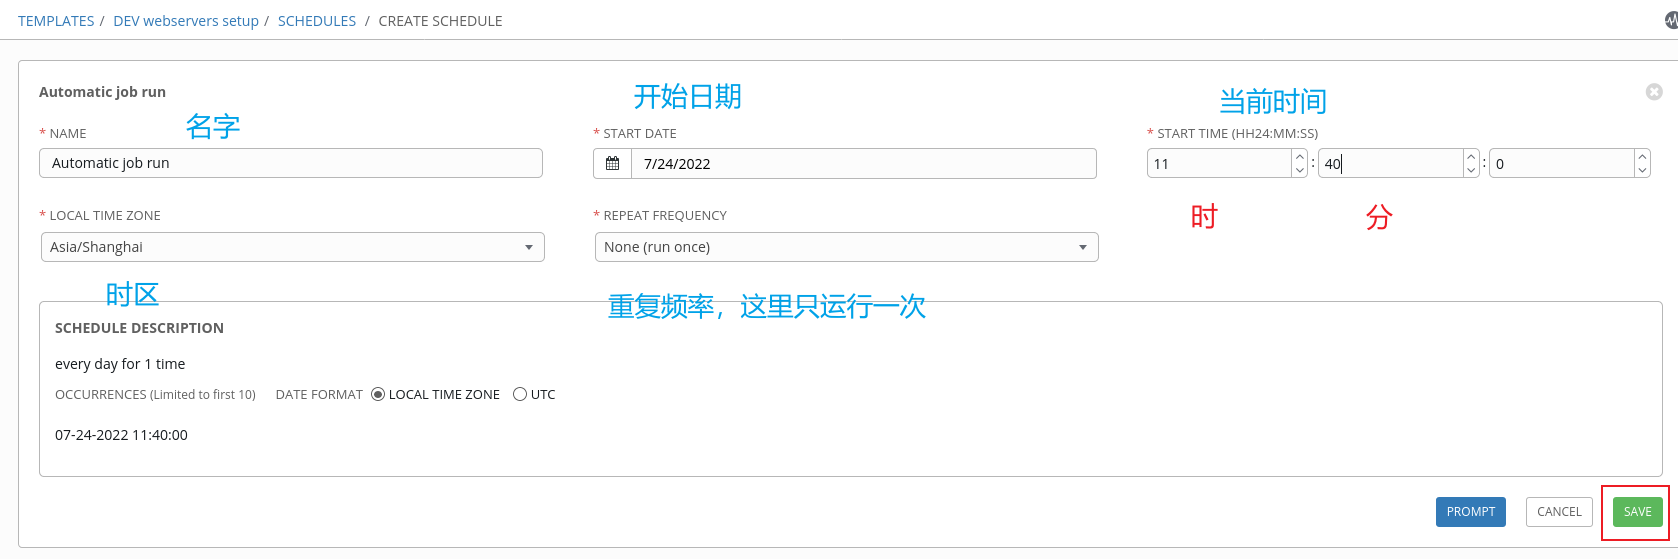 TEMPLATES / DEV webservers setup / SCHEDULES / CREATE SCHEDULE
Automatic job run
开始日期
当前时间
名字
* NAME
* START DATE
* START TIME (HH24:MM:SS)
Automatic job run
7/24/2022
11 : 40 : 0
* LOCAL TIME ZONE
* REPEAT FREQUENCY
时
分
Asia/Shanghai
None (run once)
时区
重复频率，这里只运行一次
SCHEDULE DESCRIPTION
every day for 1 time
OCCURRENCES (Limited to first 10) DATE FORMAT LOCAL TIME ZONE UTC
07-24-2022 11:40:00
PROMPT CANCEL SAVE